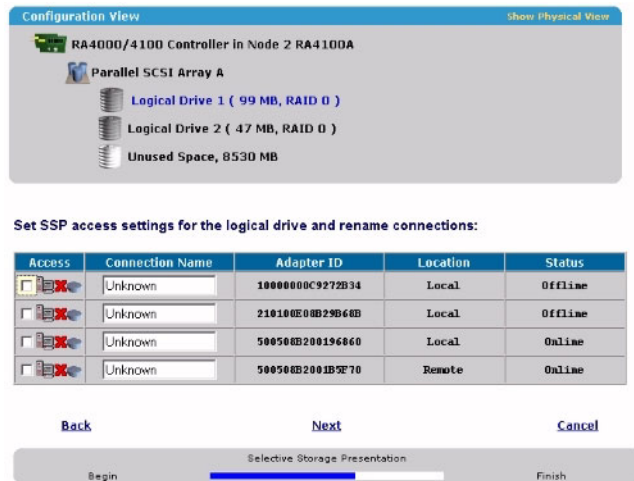 Configuration View Show Physical View
RA4000/4100 Controller in Node 2 RA4100A
Parallel SCSI Array A
Logical Drive 1 ( 99 MB, RAID 0 )
Logical Drive 2 ( 47 MB, RAID 0 )
Unused Space, 8530 MB
Set SSP access settings for the logical drive and rename connections:
Access Connection Name Adapter ID Location Status
Unknown 10000000C9272B34 Local Offline
Unknown 210100E08B29B68B Local Offline
Unknown 500508B200196860 Local Online
Unknown 500508B2001B5F70 Remote Online
Back Next Cancel
Selective Storage Presentation
Begin Finish